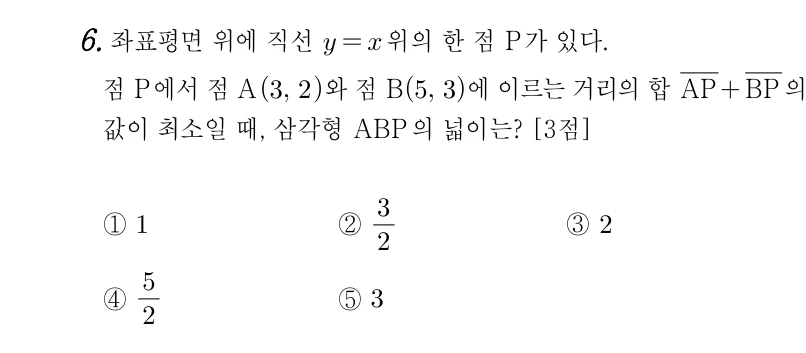 6. 좌표평면 위에 직선 y=x위의 한 점 P가 있다.
점 P에서 점 A(3, 2)와 점 B(5, 3)에 이르는 거리의 합 \overline{AP}+\overline{BP}의
값이 최소일 때, 삼각형 ABP의 넓이는? [3점]
① 1 ② 3/2 ③ 2
④ 5/2 ⑤ 3